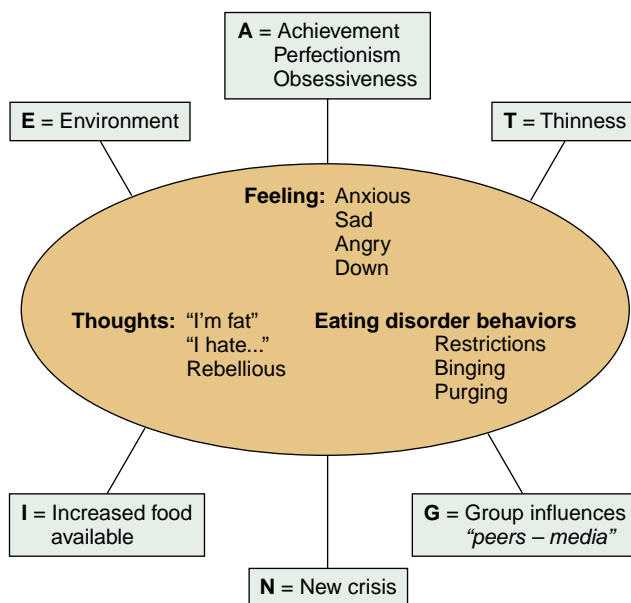 A = Achievement
Perfectionism
Obsessiveness
E = Environment
T = Thinness
Feeling: Anxious
Sad
Angry
Down
Thoughts: “I’m fat”
“I hate...”
Rebellious
Eating disorder behaviors
Restrictions
Binging
Purging
I = Increased food
available
G = Group influences
“peers – media”
N = New crisis